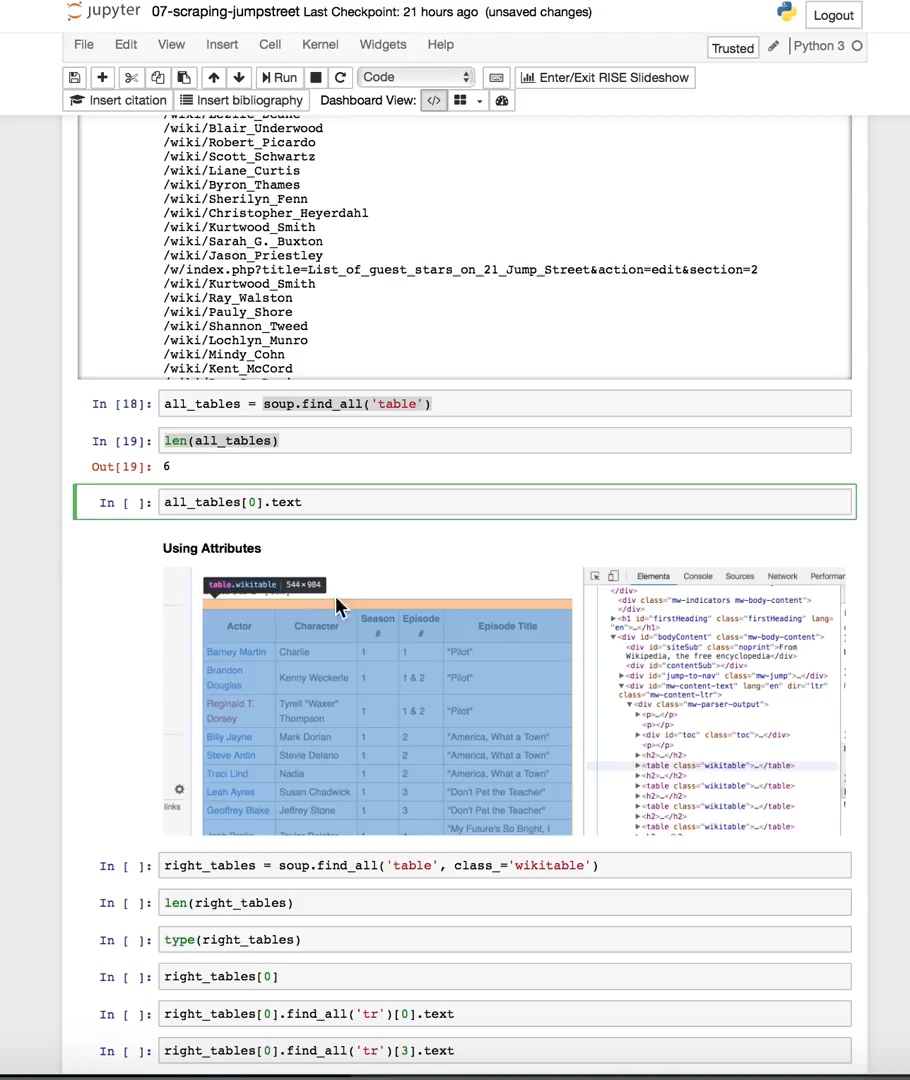 jupyter 07-scraping-jumpstreet Last Checkpoint: 21 hours ago (unsaved changes) Logout
File Edit View Insert Cell Kernel Widgets Help Trusted Python 3
Run Code Enter/Exit RISE Slideshow
Insert citation Insert bibliography Dashboard View:
/wiki/Blair_Underwood
/wiki/Robert_Picardo
/wiki/Scott_Schwartz
/wiki/Liane_Curtis
/wiki/Byron_Thames
/wiki/Sherilyn_Fenn
/wiki/Christopher_Heyerdahl
/wiki/Kurtwood_Smith
/wiki/Sarah_G._Buxton
/wiki/Jason_Priestley
/w/index.php?title=List_of_guest_stars_on_21_Jump_Street&action=edit&section=2
/wiki/Kurtwood_Smith
/wiki/Ray_Walston
/wiki/Pauly_Shore
/wiki/Shannon_Tweed
/wiki/Lochlyn_Munro
/wiki/Mindy_Cohn
/wiki/Kent_McCord
In [18]: all_tables = soup.find_all('table')
In [19]: len(all_tables)
Out[19]: 6
In [ ]: all_tables[0].text
Using Attributes
table.wikitable | 544×984
Actor Character Season # Episode # Episode Title
Barney Martin Charlie 1 1 "Pilot"
Brandon Douglas Kenny Weckerle 1 1 & 2 "Pilot"
Reginald T. Dorsey Tyrell "Waxer" Thompson 1 1 & 2 "Pilot"
Billy Jayne Mark Dorian 1 2 "America, What a Town"
Steve Antin Stevie Delano 1 2 "America, What a Town"
Traci Lind Nadia 1 2 "America, What a Town"
Leah Ayres Susan Chadwick 1 3 "Don't Pet the Teacher"
Geoffrey Blake Jeffrey Stone 1 3 "Don't Pet the Teacher"
"My Future's So Bright, I
links
Elements Console Sources Network Performar
</div>
<div class="mw-indicators mw-body-content">
</div>
▶<h1 id="firstHeading" class="firstHeading" lang=
"en">…</h1>
▼<div id="bodyContent" class="mw-body-content">
<div id="siteSub" class="noprint">From
Wikipedia, the free encyclopedia</div>
<div id="contentSub"></div>
▶<div id="jump-to-nav" class="mw-jump">…</div>
▼<div id="mw-content-text" lang="en" dir="ltr"
class="mw-content-ltr">
▼<div class="mw-parser-output">
▶<p>…</p>
<p></p>
▶<div id="toc" class="toc">…</div>
<p></p>
▶<h2>…</h2>
▶<table class="wikitable">…</table>
▶<h2>…</h2>
▶<table class="wikitable">…</table>
▶<h2>…</h2>
▶<table class="wikitable">…</table>
▶<h2>…</h2>
▶<table class="wikitable">…</table>
In [ ]: right_tables = soup.find_all('table', class_='wikitable')
In [ ]: len(right_tables)
In [ ]: type(right_tables)
In [ ]: right_tables[0]
In [ ]: right_tables[0].find_all('tr')[0].text
In [ ]: right_tables[0].find_all('tr')[3].text